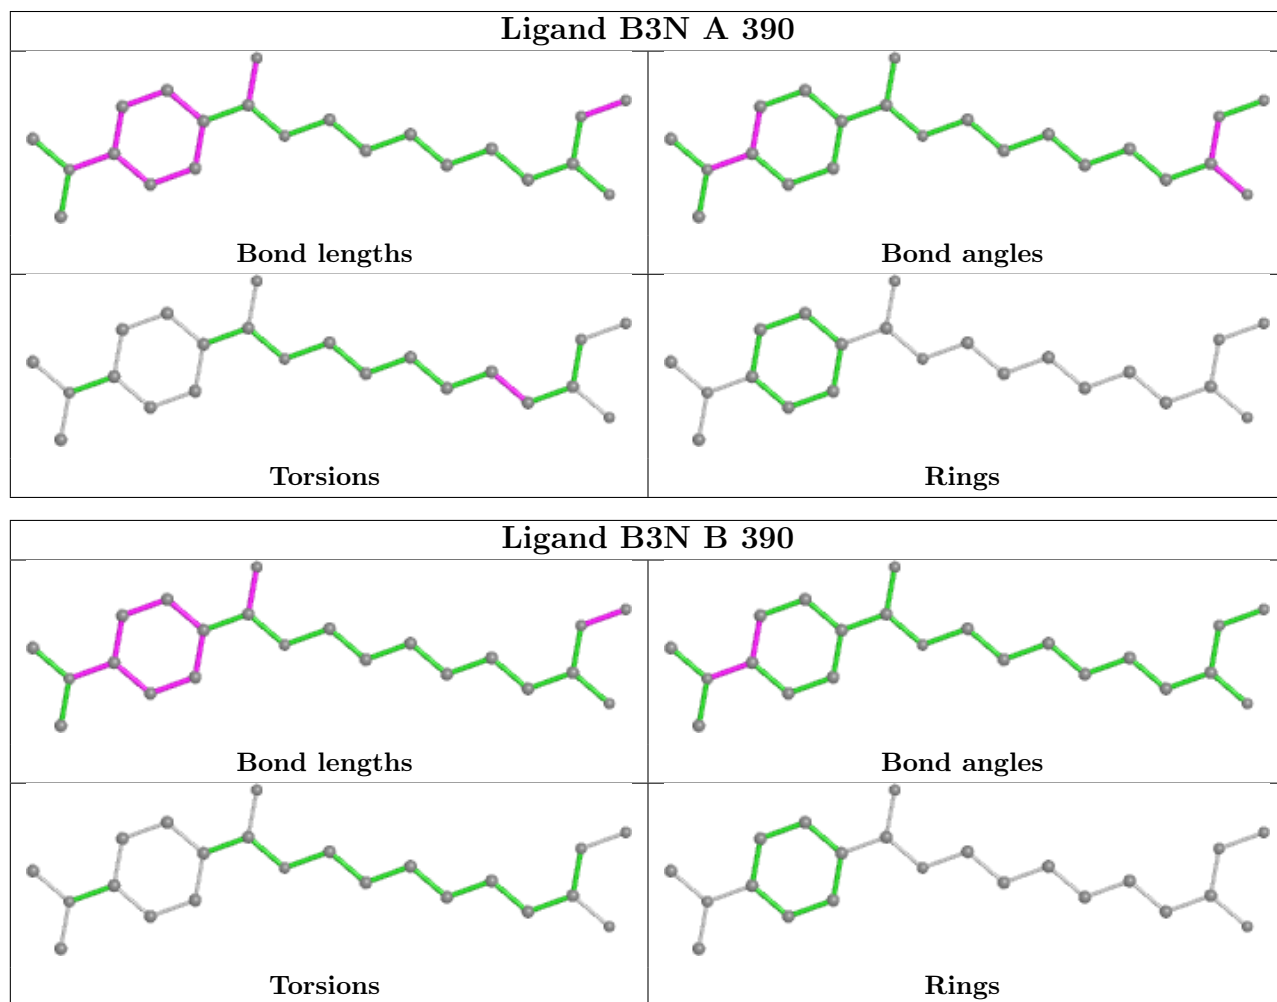 Ligand B3N A 390
Bond lengths
Bond angles
Torsions
Rings
Ligand B3N B 390
Bond lengths
Bond angles
Torsions
Rings